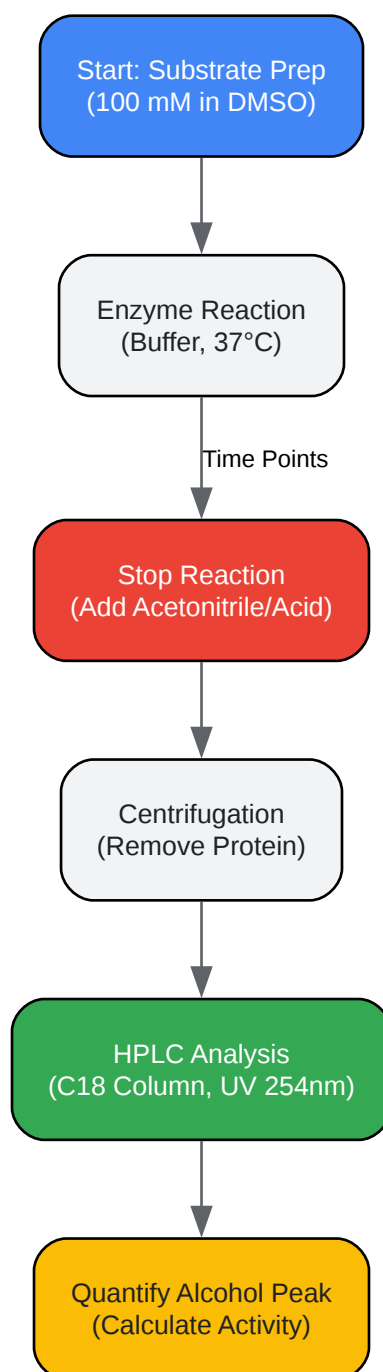 Start: Substrate Prep
(100 mM in DMSO)
Enzyme Reaction
(Buffer, 37°C)
Time Points
Stop Reaction
(Add Acetonitrile/Acid)
Centrifugation
(Remove Protein)
HPLC Analysis
(C18 Column, UV 254nm)
Quantify Alcohol Peak
(Calculate Activity)